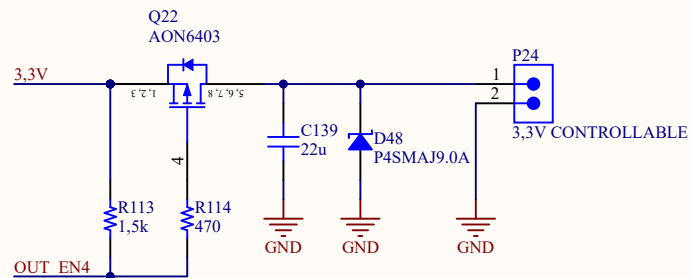 Q22
AON6403
3,3V
1, 2, 3
5, 6, 7, 8
4
P24
1
2
3,3V CONTROLLABLE
C139
22u
D48
P4SMAJ9.0A
R113
1,5k
R114
470
GND
GND
GND
OUT_EN4